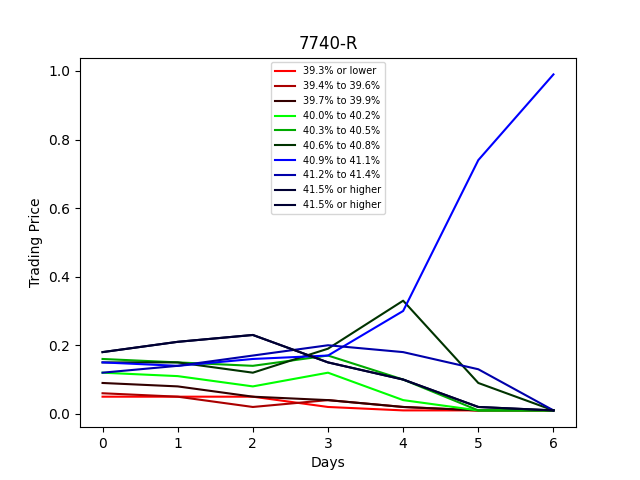 7740-R
39.3% or lower
39.4% to 39.6%
39.7% to 39.9%
40.0% to 40.2%
40.3% to 40.5%
40.6% to 40.8%
40.9% to 41.1%
41.2% to 41.4%
41.5% or higher
41.5% or higher
1.0
0.8
0.6
0.4
0.2
0.0
Trading Price
0 1 2 3 4 5 6
Days